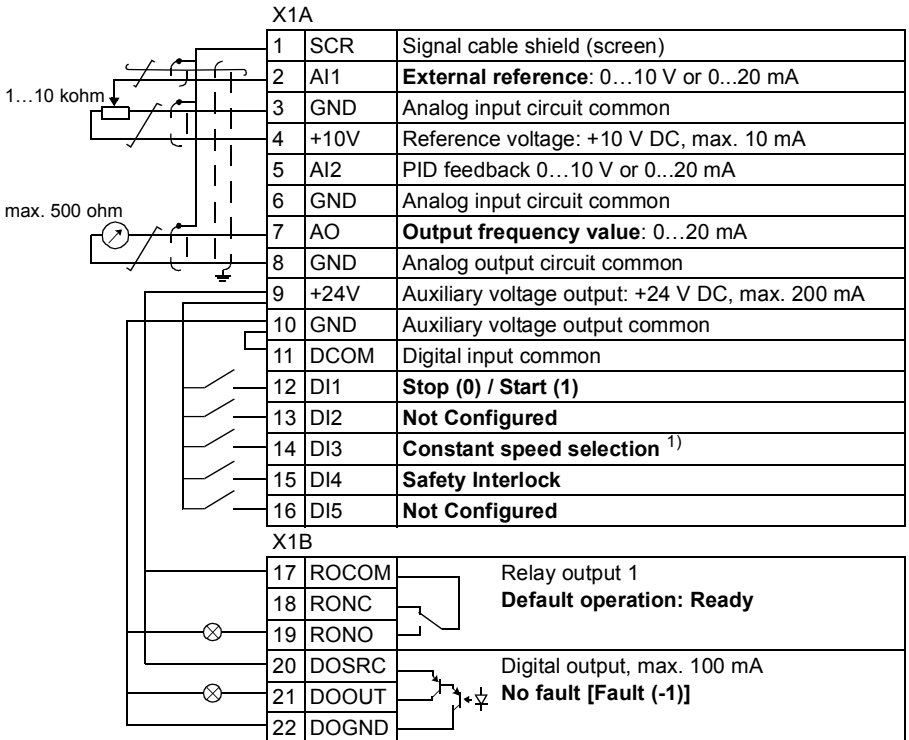 X1A
1 SCR Signal cable shield (screen)
2 AI1 External reference: 0…10 V or 0...20 mA
1…10 kohm
3 GND Analog input circuit common
4 +10V Reference voltage: +10 V DC, max. 10 mA
5 AI2 PID feedback 0…10 V or 0...20 mA
6 GND Analog input circuit common
max. 500 ohm
7 AO Output frequency value: 0…20 mA
8 GND Analog output circuit common
9 +24V Auxiliary voltage output: +24 V DC, max. 200 mA
10 GND Auxiliary voltage output common
11 DCOM Digital input common
12 DI1 Stop (0) / Start (1)
13 DI2 Not Configured
14 DI3 Constant speed selection 1)
15 DI4 Safety Interlock
16 DI5 Not Configured
X1B
17 ROCOM Relay output 1
18 RONC Default operation: Ready
19 RONO
20 DOSRC Digital output, max. 100 mA
21 DOOUT No fault [Fault (-1)]
22 DOGND